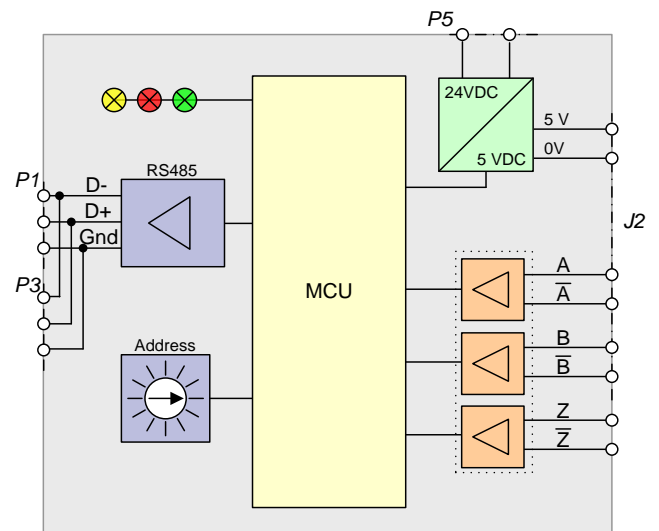 P5
24VDC
5 V
0V
5 VDC
RS485
P1
D-
D+
Gnd
J2
A
A̅
P3
MCU
B
B̅
Address
Z
Z̅